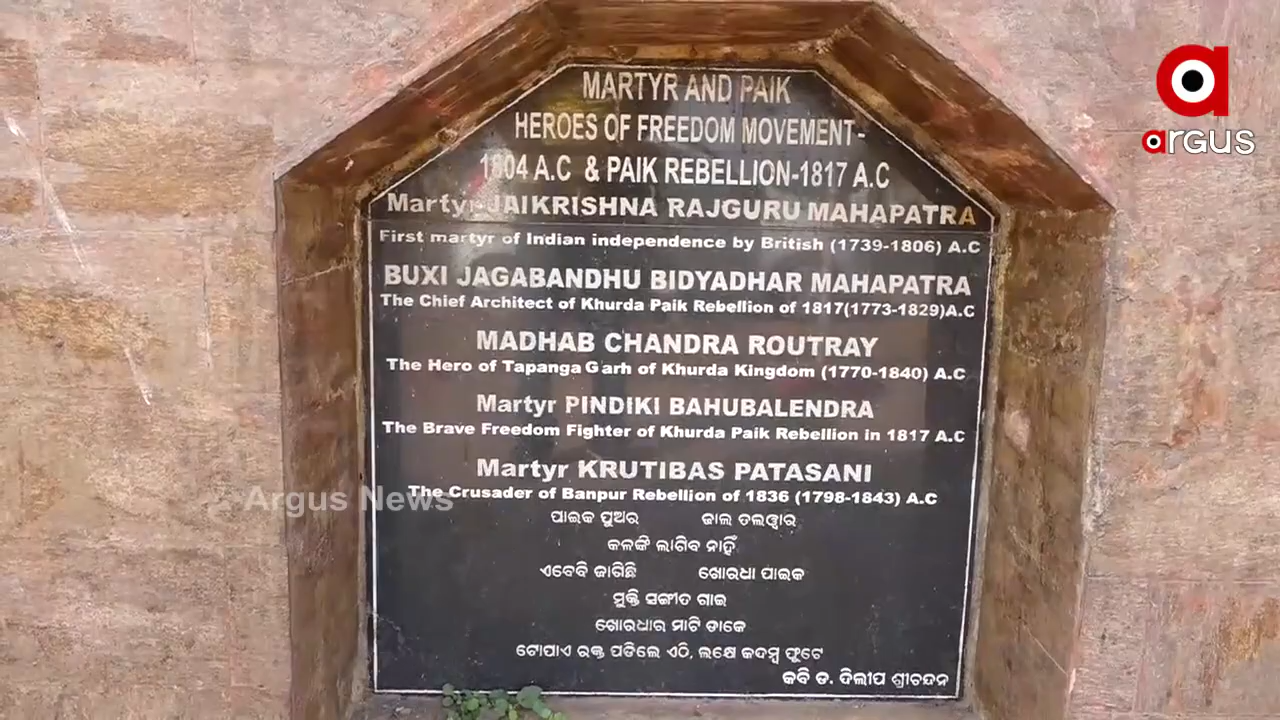 MARTYR AND PAIK
HEROES OF FREEDOM MOVEMENT-
1804 A.C & PAIK REBELLION-1817 A.C
Martyr JAIKRISHNA RAJGURU MAHAPATRA
First martyr of Indian independence by British (1739-1806) A.C
BUXI JAGABANDHU BIDYADHAR MAHAPATRA
The Chief Architect of Khurda Paik Rebellion of 1817(1773-1829)A.C
MADHAB CHANDRA ROUTRAY
The Hero of Tapanga Garh of Khurda Kingdom (1770-1840) A.C
Martyr PINDIKI BAHUBALENDRA
The Brave Freedom Fighter of Khurda Paik Rebellion in 1817 A.C
Martyr KRUTIBAS PATASANI
The Crusader of Banpur Rebellion of 1836 (1798-1843) A.C
ପାଇକ ପୁଅର ଢାଲ ତଲୱାର
କଳଙ୍କି ଲାଗିବ ନାହିଁ
ଏବେବି ଜାଗିଛି ଖୋରଧା ପାଇକ
ମୁକ୍ତି ସଙ୍ଗୀତ ଗାଇ
ଖୋରଧାର ମାଟି ଡାକେ
ଟୋପାଏ ରକ୍ତ ପଡିଲେ ଏଠି, ଲକ୍ଷେ କଦମ୍ବ ଫୁଟେ
କବି ଡ. ଦିଲୀପ ଶ୍ରୀଚନ୍ଦନ
argus
Argus News